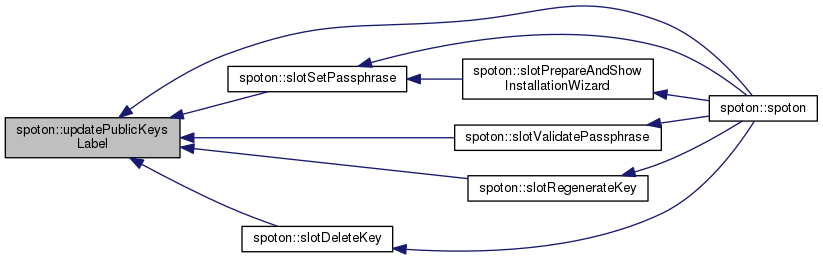 spoton::updatePublicKeys
Label
spoton::slotSetPassphrase
spoton::slotPrepareAndShow
InstallationWizard
spoton::slotValidatePassphrase
spoton::slotRegenerateKey
spoton::slotDeleteKey
spoton::spoton